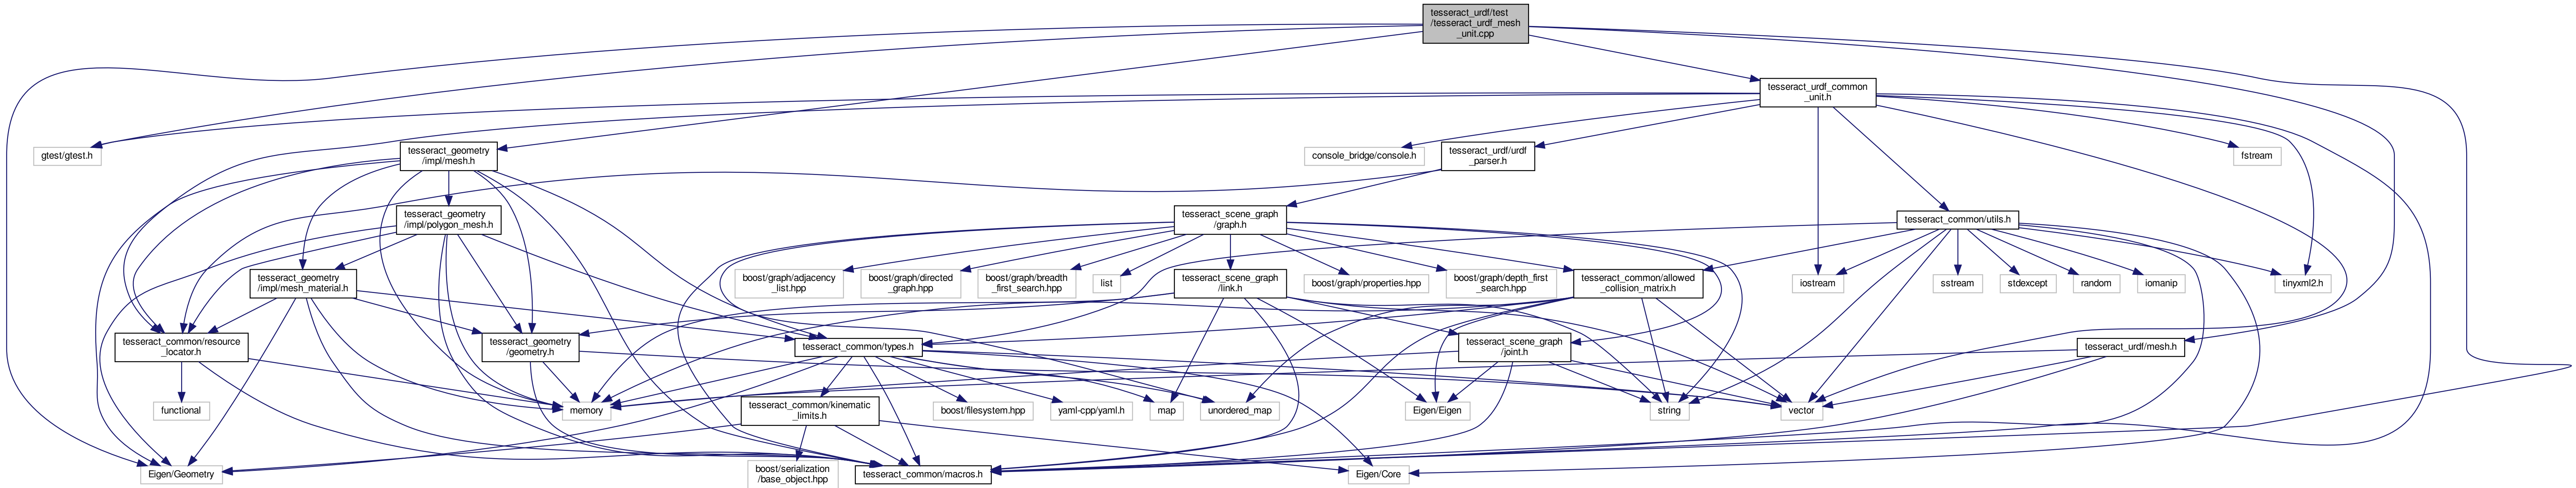 tesseract_urdf/test
/tesseract_urdf_mesh
_unit.cpp
tesseract_urdf_common
_unit.h
gtest/gtest.h
tesseract_geometry
/impl/mesh.h
console_bridge/console.h
tesseract_urdf/urdf
_parser.h
fstream
tesseract_geometry
/impl/polygon_mesh.h
tesseract_scene_graph
/graph.h
tesseract_common/utils.h
tesseract_geometry
/impl/mesh_material.h
boost/graph/adjacency
_list.hpp
boost/graph/directed
_graph.hpp
boost/graph/breadth
_first_search.hpp
list
tesseract_scene_graph
/link.h
boost/graph/properties.hpp
boost/graph/depth_first
_search.hpp
tesseract_common/allowed
_collision_matrix.h
iostream
sstream
stdexcept
random
iomanip
tinyxml2.h
tesseract_common/resource
_locator.h
tesseract_geometry
/geometry.h
tesseract_common/types.h
tesseract_scene_graph
/joint.h
tesseract_urdf/mesh.h
functional
memory
tesseract_common/kinematic
_limits.h
boost/filesystem.hpp
yaml-cpp/yaml.h
map
unordered_map
Eigen/Eigen
string
vector
Eigen/Geometry
boost/serialization
/base_object.hpp
tesseract_common/macros.h
Eigen/Core